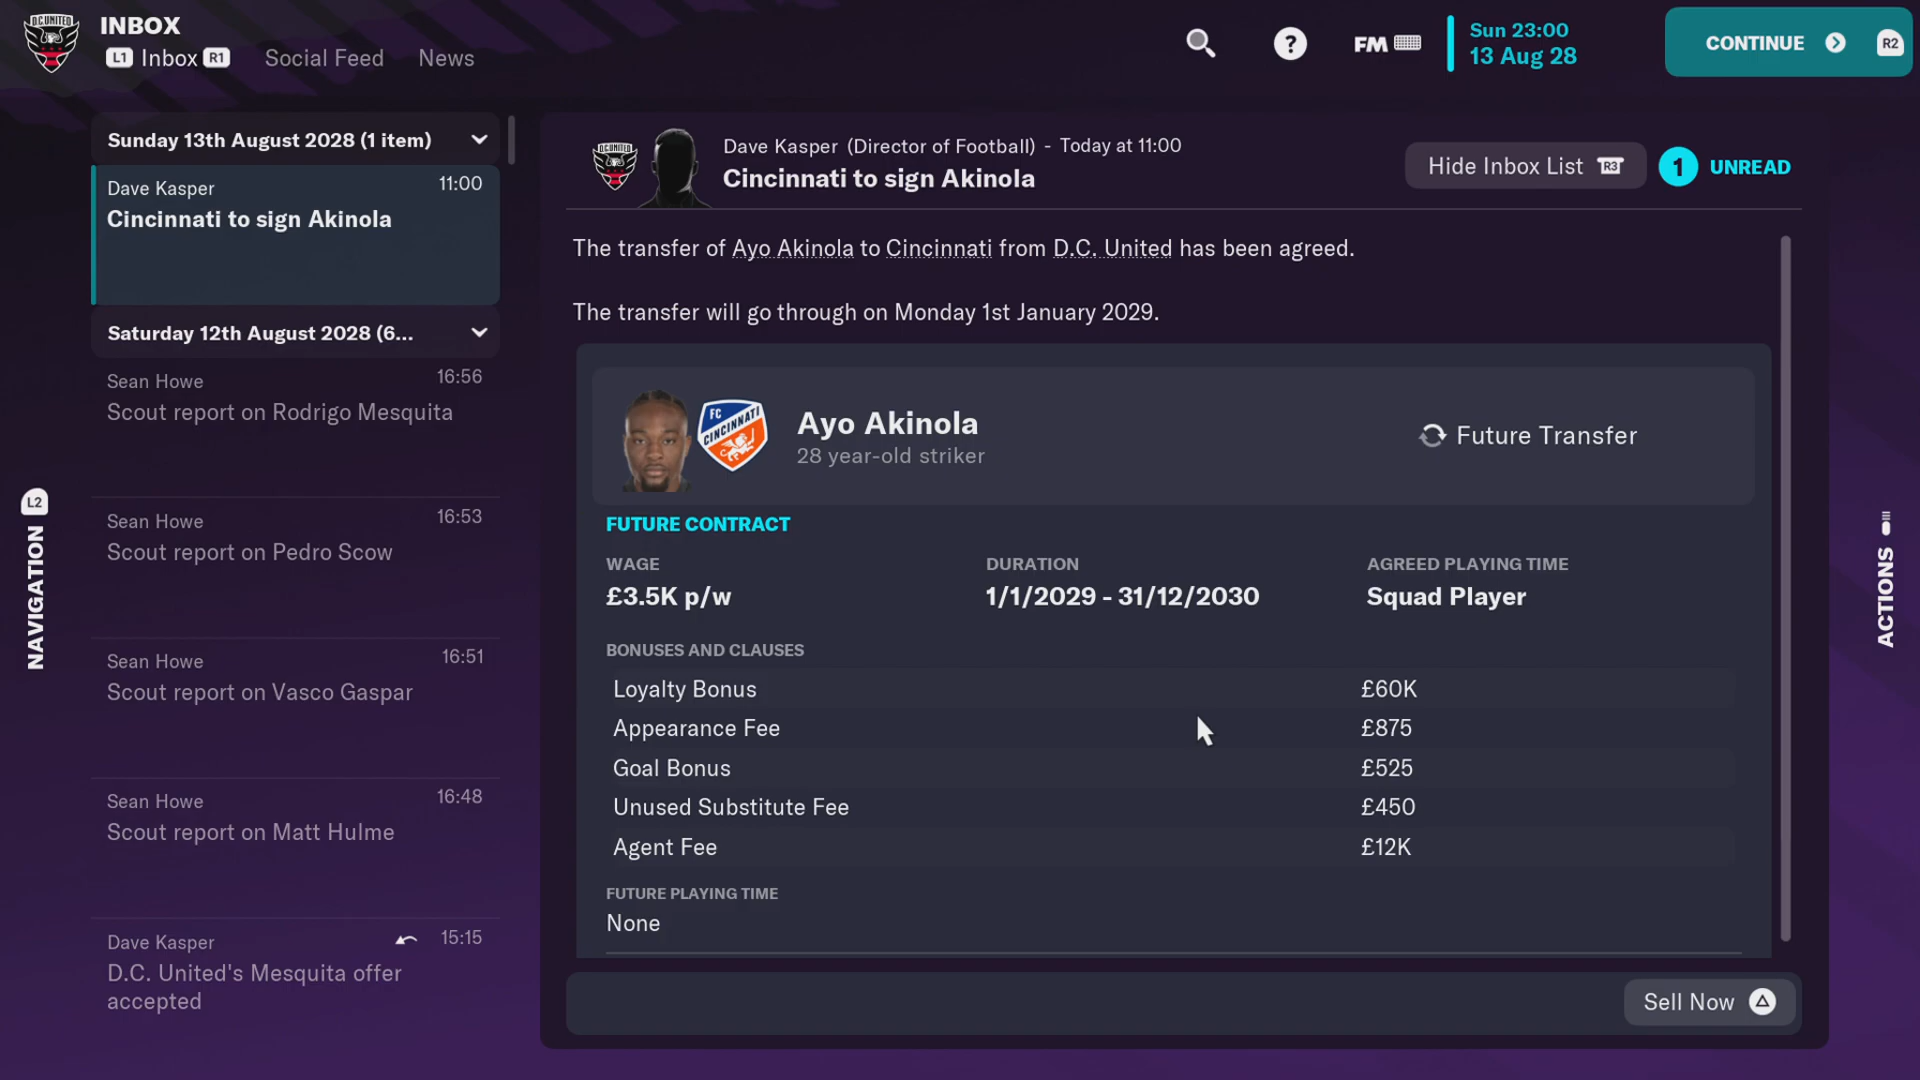 INBOX
L1 Inbox R1 Social Feed News
? FM Sun 23:00
13 Aug 28
CONTINUE R2
Sunday 13th August 2028 (1 item)
Dave Kasper 11:00
Cincinnati to sign Akinola
Saturday 12th August 2028 (6...
Sean Howe 16:56
Scout report on Rodrigo Mesquita
Sean Howe 16:53
Scout report on Pedro Scow
Sean Howe 16:51
Scout report on Vasco Gaspar
Sean Howe 16:48
Scout report on Matt Hulme
Dave Kasper 15:15
D.C. United's Mesquita offer
accepted
L2
NAVIGATION
Dave Kasper (Director of Football) - Today at 11:00
Cincinnati to sign Akinola
Hide Inbox List R3
1 UNREAD
The transfer of Ayo Akinola to Cincinnati from D.C. United has been agreed.
The transfer will go through on Monday 1st January 2029.
FC
CINCINNATI
Ayo Akinola
28 year-old striker
Future Transfer
FUTURE CONTRACT
WAGE DURATION AGREED PLAYING TIME
£3.5K p/w 1/1/2029 - 31/12/2030 Squad Player
BONUSES AND CLAUSES
Loyalty Bonus £60K
Appearance Fee £875
Goal Bonus £525
Unused Substitute Fee £450
Agent Fee £12K
FUTURE PLAYING TIME
None
Sell Now
ACTIONS
D.C. UNITED
D.C. UNITED